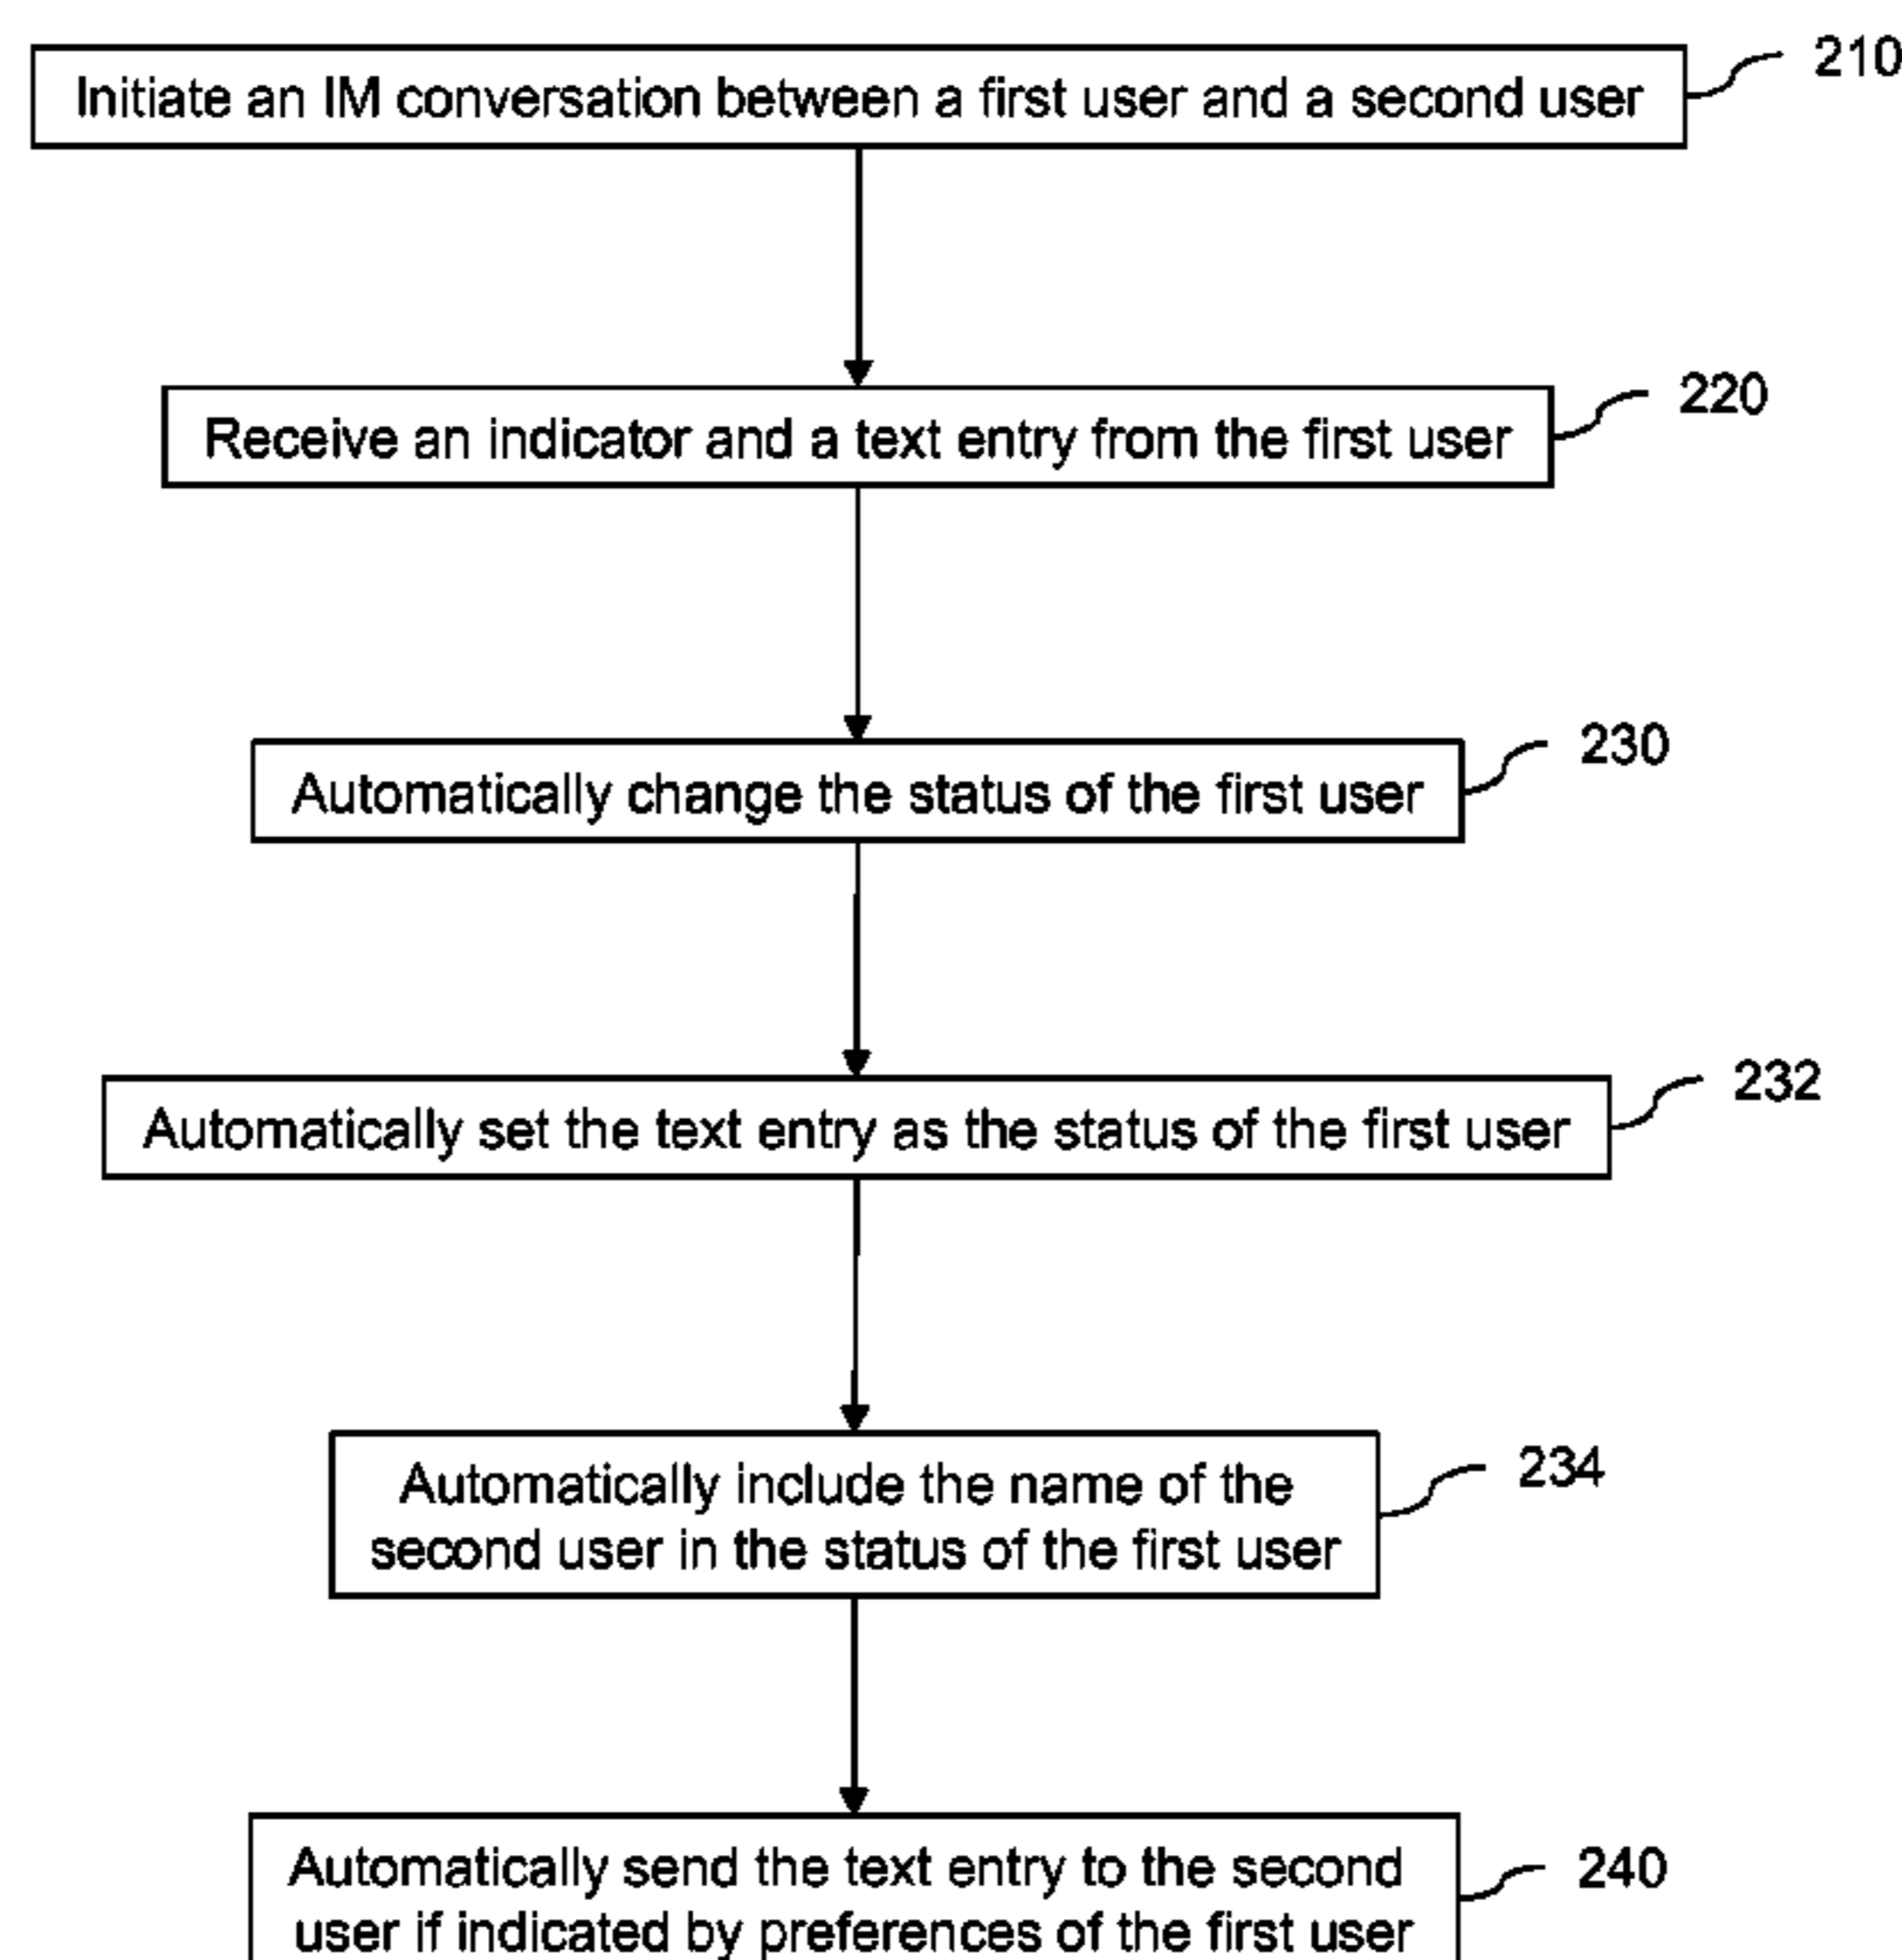 Initiate an IM conversation between a first user and a second user
210
Receive an indicator and a text entry from the first user
220
Automatically change the status of the first user
230
Automatically set the text entry as the status of the first user
232
Automatically include the name of the
second user in the status of the first user
234
Automatically send the text entry to the second
user if indicated by preferences of the first user
240